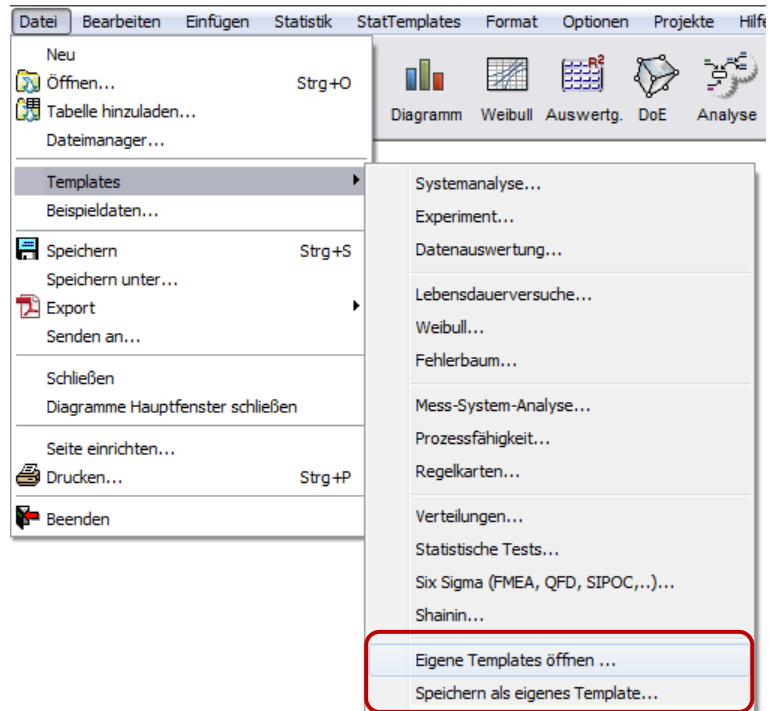 Datei Bearbeiten Einfügen Statistik StatTemplates Format Optionen Projekte Hilfe
Neu
Öffnen... Strg+O
Tabelle hinzuladen...
Dateimanager...
Templates
Beispieldaten...
Speichern Strg+S
Speichern unter...
Export
Senden an...
Schließen
Diagramme Hauptfenster schließen
Seite einrichten...
Drucken... Strg+P
Beenden
R²
Diagramm Weibull Auswertg. DoE Analyse
Systemanalyse...
Experiment...
Datenauswertung...
Lebensdauerversuche...
Weibull...
Fehlerbaum...
Mess-System-Analyse...
Prozessfähigkeit...
Regelkarten...
Verteilungen...
Statistische Tests...
Six Sigma (FMEA, QFD, SIPOC,..)...
Shainin...
Eigene Templates öffnen ...
Speichern als eigenes Template...